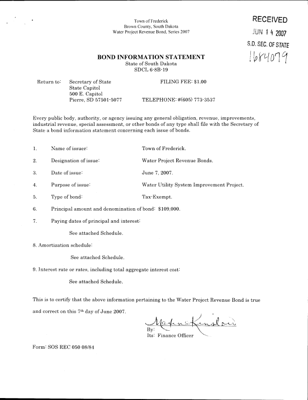 Town of Frederick
Brown County, South Dakota
Water Project Revenue Bond, Series 2007
RECEIVED
JUN 14 2007
S.D. SEC. OF STATE
1684079
BOND INFORMATION STATEMENT
State of South Dakota
SDCL 6-8B-19
Return to: Secretary of State FILING FEE: $1.00
State Capitol
500 E. Capitol
Pierre, SD 57501-5077 TELEPHONE #(605) 773-3537
Every public body, authority, or agency issuing any general obligation, revenue, improvements,
industrial revenue, special assessment, or other bonds of any type shall file with the Secretary of
State a bond information statement concerning each issue of bonds.
1. Name of issuer: Town of Frederick.
2. Designation of issue: Water Project Revenue Bonds.
3. Date of issue: June 7, 2007.
4. Purpose of issue: Water Utility System Improvement Project.
5. Type of bond: Tax-Exempt.
6. Principal amount and denomination of bond: $109,000.
7. Paying dates of principal and interest:
See attached Schedule.
8. Amortization schedule:
See attached Schedule.
9. Interest rate or rates, including total aggregate interest cost:
See attached Schedule.
This is to certify that the above information pertaining to the Water Project Revenue Bond is true
and correct on this 7th day of June 2007.
By:
Its: Finance Officer
Form: SOS REC 050 08/84